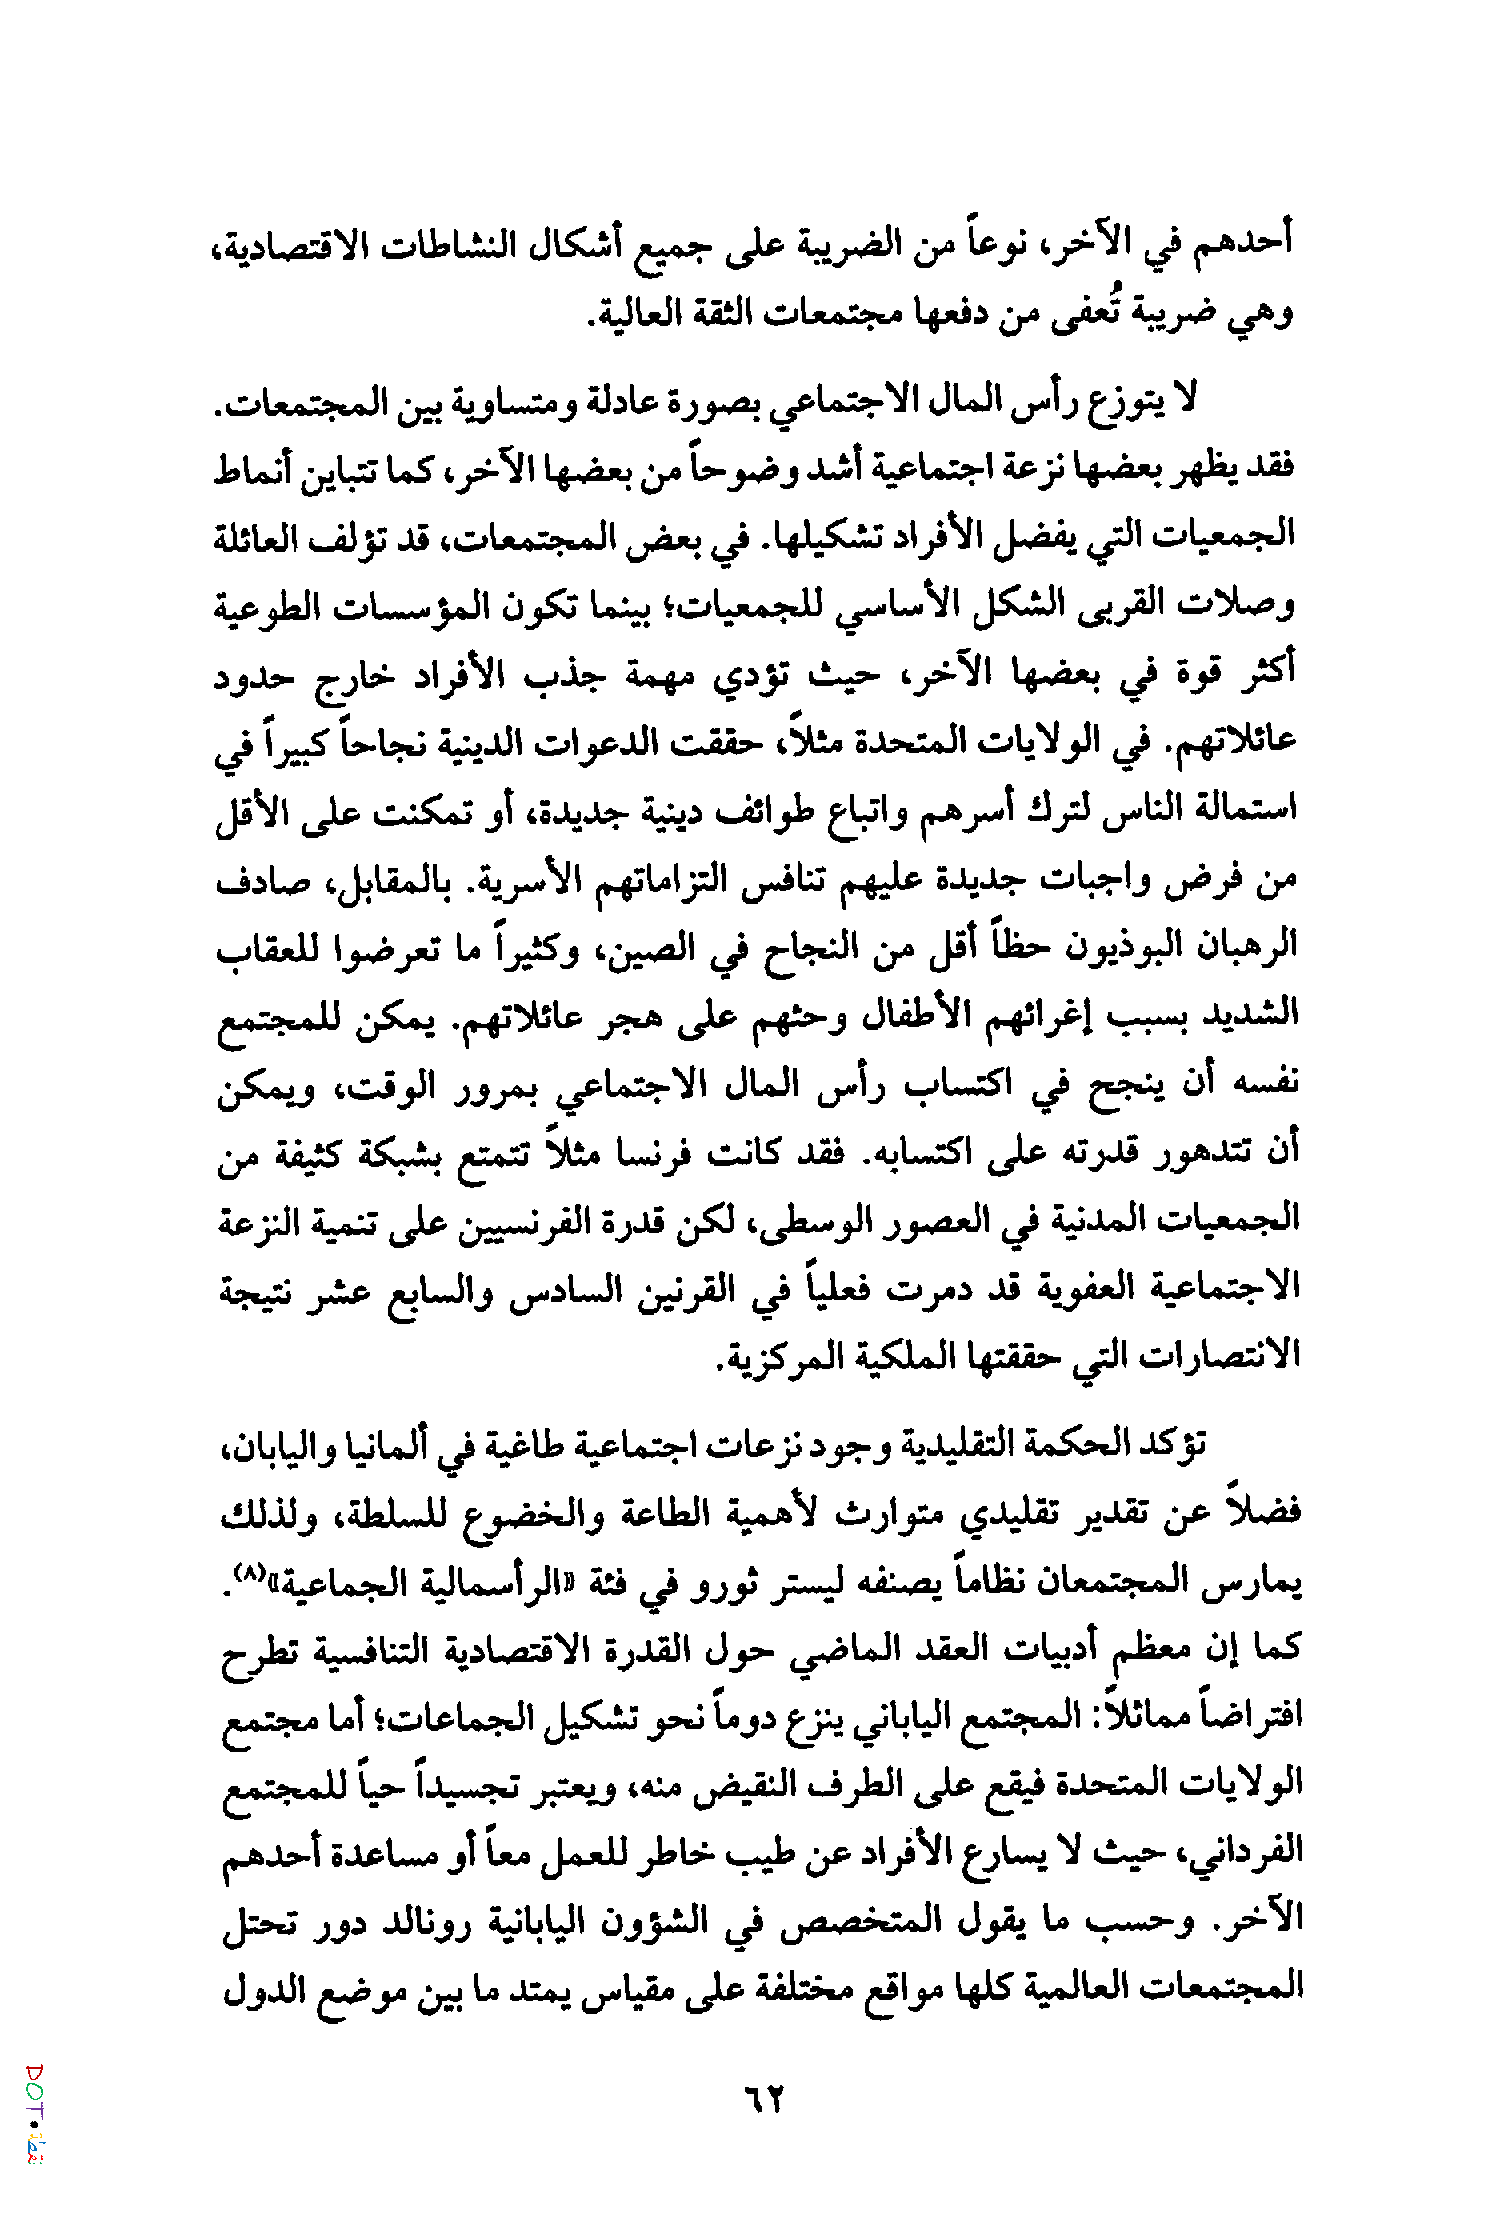 أحدهم في الآخر، نوعاً من الضريبة على جميع أشكال النشاطات الاقتصادية،
وهي ضريبة تُعفى من دفعها مجتمعات الثقة العالية.
لا يتوزع رأس المال الاجتماعي بصورة عادلة ومتساوية بين المجتمعات.
فقد يظهر بعضها نزعة اجتماعية أشد وضوحاً من بعضها الآخر، كما تتباين أنماط
الجمعيات التي يفضل الأفراد تشكيلها. في بعض المجتمعات، قد تؤلف العائلة
وصلات القربى الشكل الأساسي للجمعيات؛ بينما تكون المؤسسات الطوعية
أكثر قوة في بعضها الآخر، حيث تؤدي مهمة جذب الأفراد خارج حدود
عائلاتهم. في الولايات المتحدة مثلاً، حققت الدعوات الدينية نجاحاً كبيراً في
استمالة الناس لترك أسرهم واتباع طوائف دينية جديدة، أو تمكنت على الأقل
من فرض واجبات جديدة عليهم تنافس التزاماتهم الأسرية. بالمقابل، صادف
الرهبان البوذيون حظاً أقل من النجاح في الصين، وكثيراً ما تعرضوا للعقاب
الشديد بسبب إغرائهم الأطفال وحثهم على هجر عائلاتهم. يمكن للمجتمع
نفسه أن ينجح في اكتساب رأس المال الاجتماعي بمرور الوقت، ويمكن
أن تتدهور قدرته على اكتسابه. فقد كانت فرنسا مثلاً تتمتع بشبكة كثيفة من
الجمعيات المدنية في العصور الوسطى، لكن قدرة الفرنسيين على تنمية النزعة
الاجتماعية العفوية قد دمرت فعلياً في القرنين السادس والسابع عشر نتيجة
الانتصارات التي حققتها الملكية المركزية.
تؤكد الحكمة التقليدية وجود نزعات اجتماعية طاغية في ألمانيا واليابان،
فضلاً عن تقدير تقليدي متوارث لأهمية الطاعة والخضوع للسلطة، ولذلك
يمارس المجتمعان نظاماً يصنفه ليستر ثورو في فئة «الرأسمالية الجماعية»(٨).
كما إن معظم أدبيات العقد الماضي حول القدرة الاقتصادية التنافسية تطرح
افتراضاً مماثلاً: المجتمع الياباني ينزع دوماً نحو تشكيل الجماعات؛ أما مجتمع
الولايات المتحدة فيقع على الطرف النقيض منه، ويعتبر تجسيداً حياً للمجتمع
الفرداني، حيث لا يسارع الأفراد عن طيب خاطر للعمل معاً أو مساعدة أحدهم
الآخر. وحسب ما يقول المتخصص في الشؤون اليابانية رونالد دور تحتل
المجتمعات العالمية كلها مواقع مختلفة على مقياس يمتد ما بين موضع الدول
٦٢
DOT.
نقطة